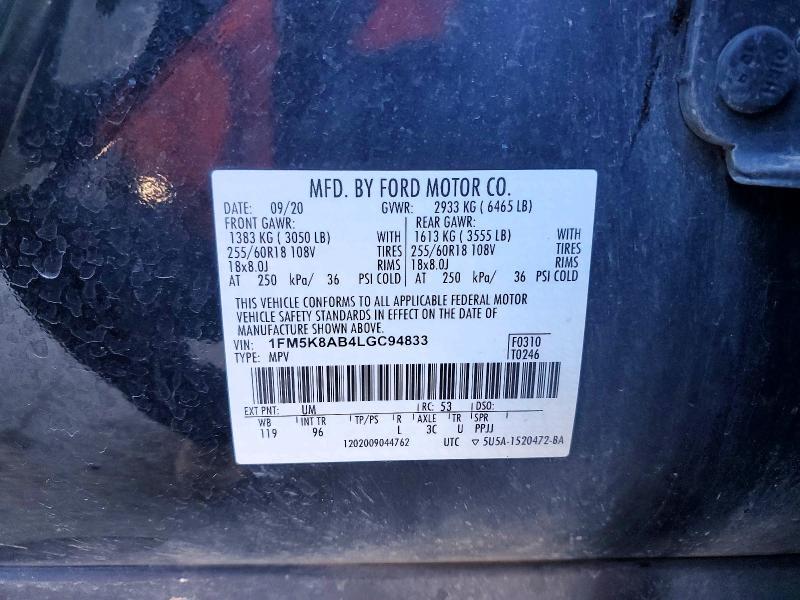 MFD. BY FORD MOTOR CO.
DATE: 09/20 GVWR: 2933 KG ( 6465 LB)
FRONT GAWR: REAR GAWR:
1383 KG ( 3050 LB) WITH 1613 KG ( 3555 LB) WITH
255/60R18 108V TIRES 255/60R18 108V TIRES
18x8.0J RIMS 18x8.0J RIMS
AT 250 kPa/ 36 PSI COLD AT 250 kPa/ 36 PSI COLD
THIS VEHICLE CONFORMS TO ALL APPLICABLE FEDERAL MOTOR
VEHICLE SAFETY STANDARDS IN EFFECT ON THE DATE OF
MANUFACTURE SHOWN ABOVE.
VIN: 1FM5K8AB4LGC94833 F0310
TYPE: MPV T0246
EXT PNT: UM RC: 53 DSO:
WB INT TR TP/PS R AXLE TR SPR
119 96 L 3C U PPJJ
1202009044762 UTC ▽ 5U5A-1520472-BA